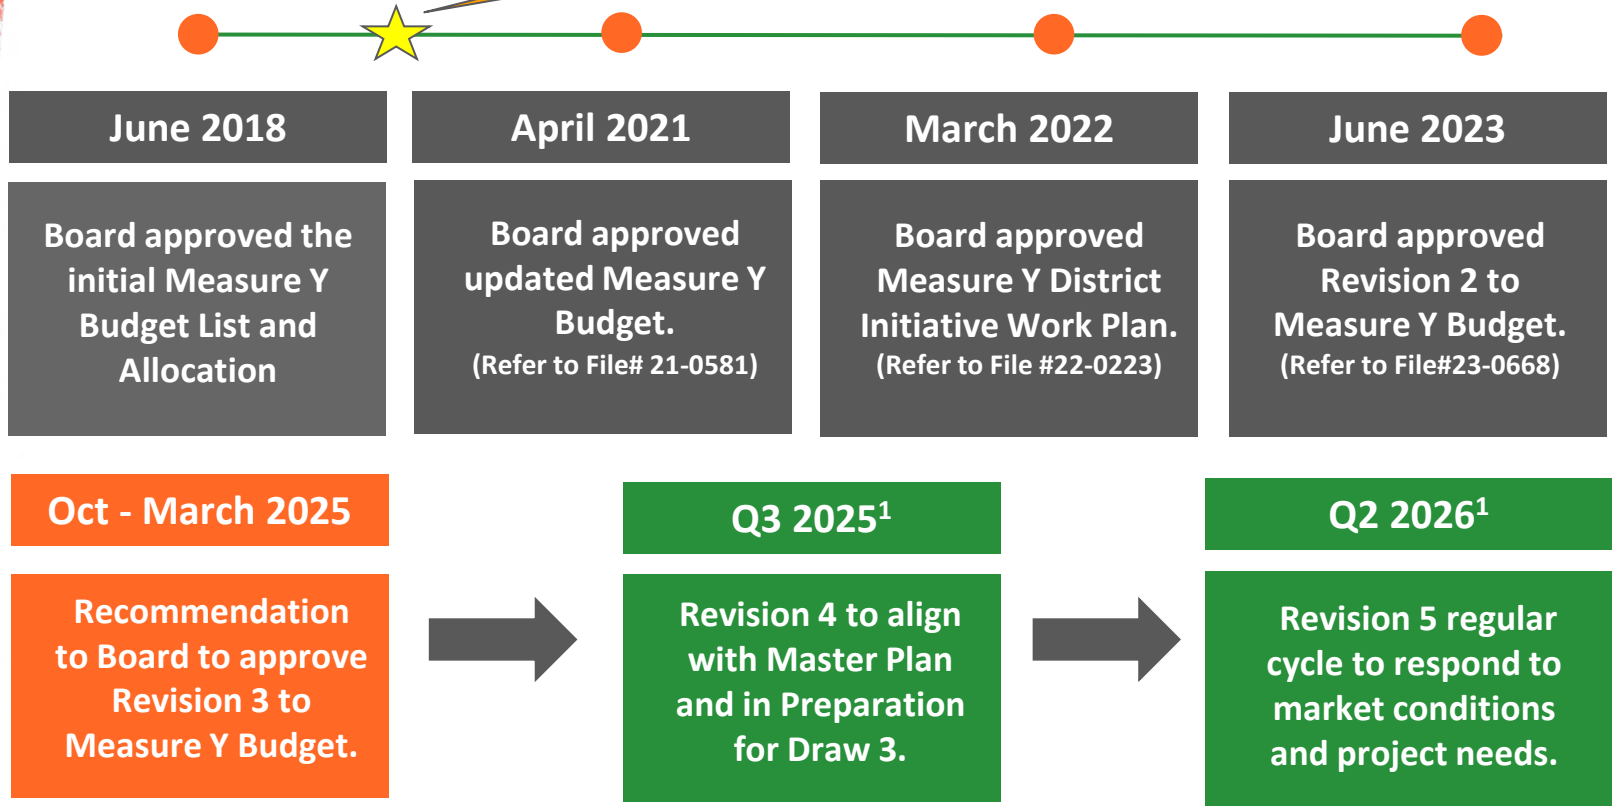 June 2018
Board approved the
initial Measure Y
Budget List and
Allocation
April 2021
Board approved
updated Measure Y
Budget.
(Refer to File# 21-0581)
March 2022
Board approved
Measure Y District
Initiative Work Plan.
(Refer to File #22-0223)
June 2023
Board approved
Revision 2 to
Measure Y Budget.
(Refer to File#23-0668)
Oct - March 2025
Recommendation
to Board to approve
Revision 3 to
Measure Y Budget.
Q3 2025¹
Revision 4 to align
with Master Plan
and in Preparation
for Draw 3.
Q2 2026¹
Revision 5 regular
cycle to respond to
market conditions
and project needs.